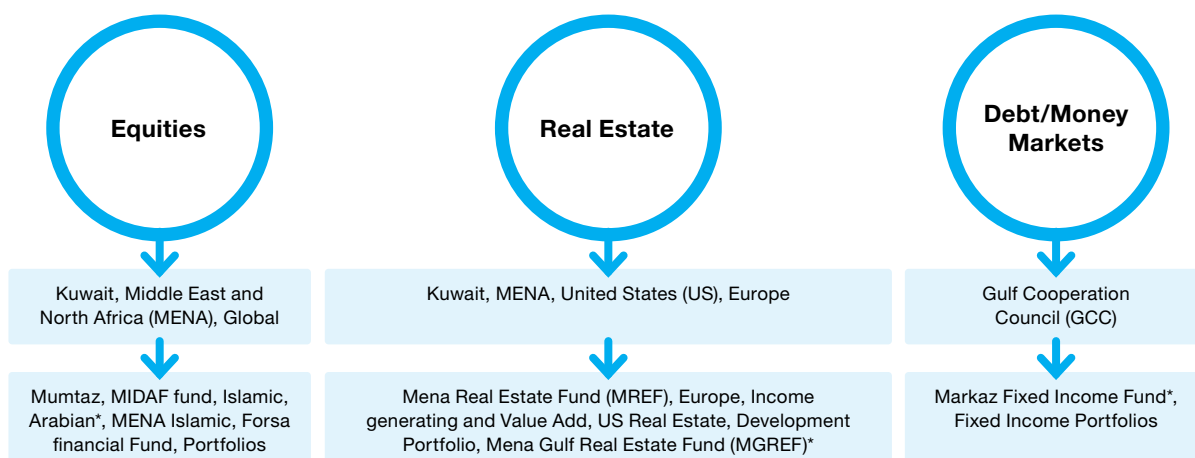 Equities
Kuwait, Middle East and
North Africa (MENA), Global
Mumtaz, MIDAF fund, Islamic,
Arabian*, MENA Islamic, Forsa
financial Fund, Portfolios
Real Estate
Kuwait, MENA, United States (US), Europe
Mena Real Estate Fund (MREF), Europe, Income
generating and Value Add, US Real Estate, Development
Portfolio, Mena Gulf Real Estate Fund (MGREF)*
Debt/Money
Markets
Gulf Cooperation
Council (GCC)
Markaz Fixed Income Fund*,
Fixed Income Portfolios